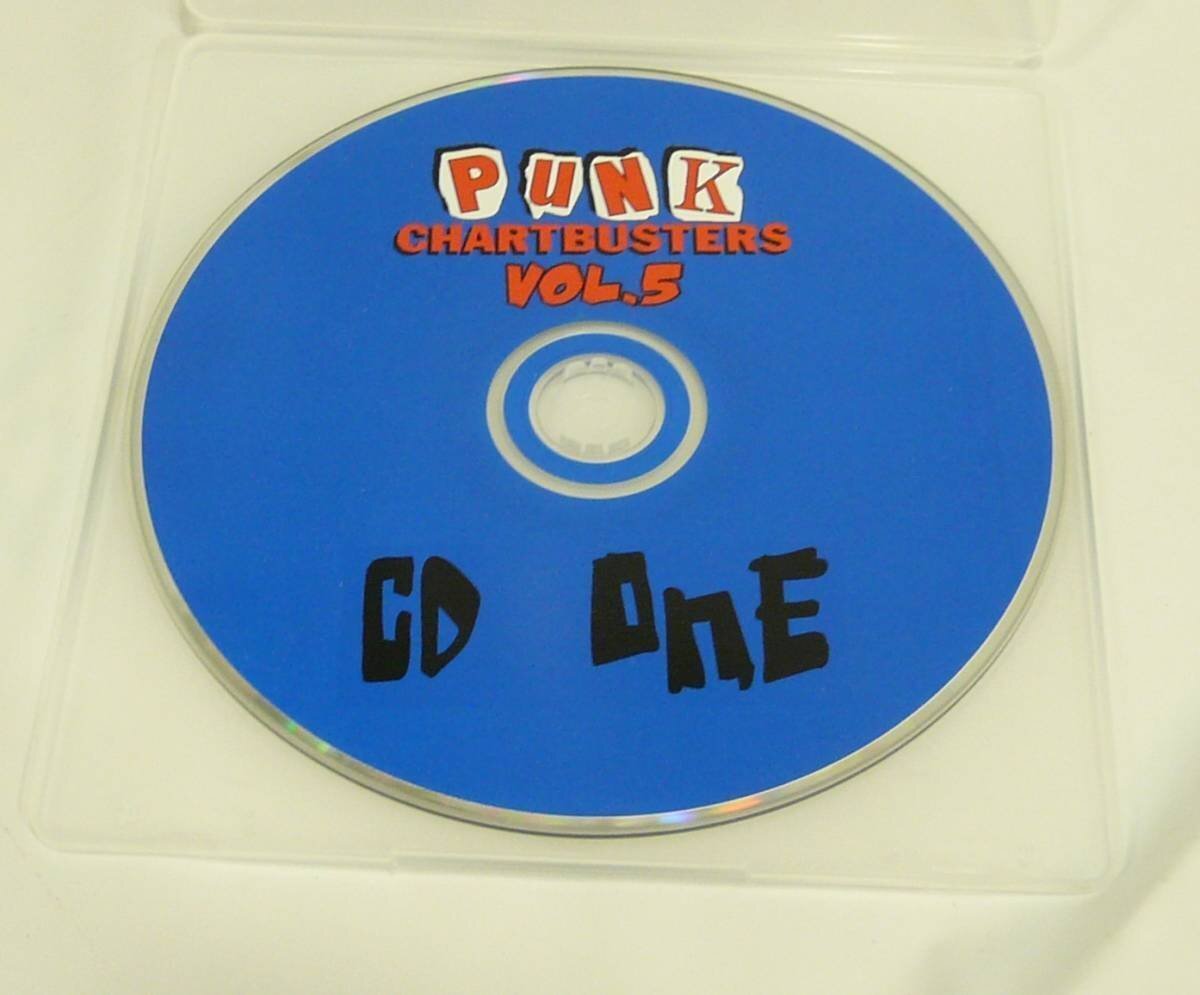 PuNK
CHARTBUSTERS
VOL.5
CD OnE